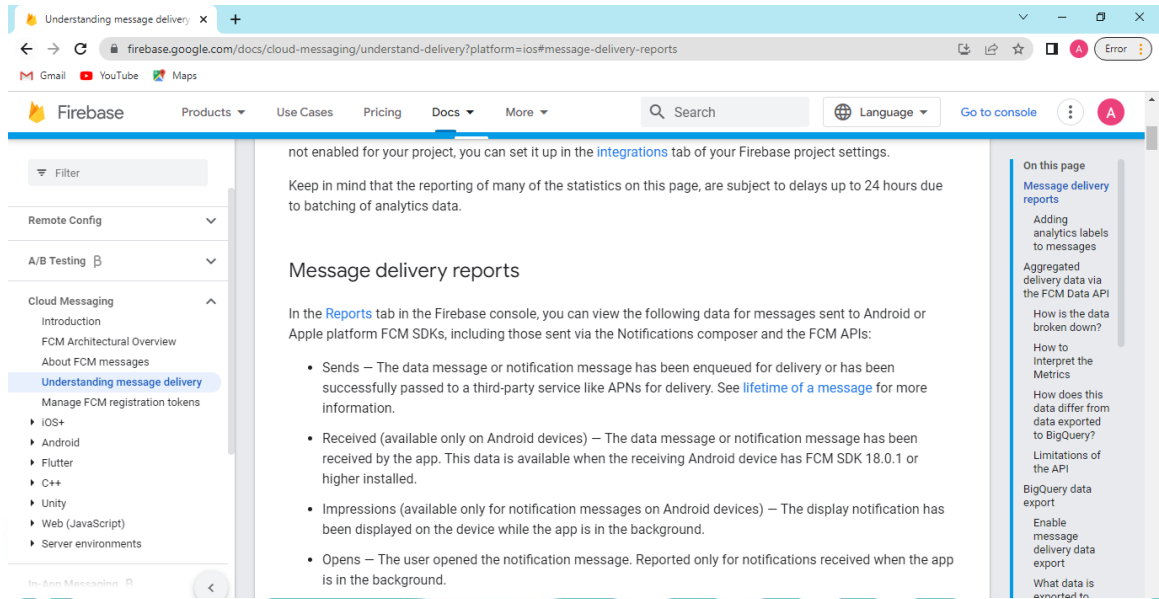 Understanding message delivery
firebase.google.com/docs/cloud-messaging/understand-delivery?platform=ios#message-delivery-reports
A
Error
Gmail
YouTube
Maps
Firebase
Products
Use Cases
Pricing
Docs
More
Search
Language
Go to console
A
Filter
Remote Config
A/B Testing β
Cloud Messaging
Introduction
FCM Architectural Overview
About FCM messages
Understanding message delivery
Manage FCM registration tokens
iOS+
Android
Flutter
C++
Unity
Web (JavaScript)
Server environments
In-App Messaging β
not enabled for your project, you can set it up in the integrations tab of your Firebase project settings.
Keep in mind that the reporting of many of the statistics on this page, are subject to delays up to 24 hours due
to batching of analytics data.
Message delivery reports
In the Reports tab in the Firebase console, you can view the following data for messages sent to Android or
Apple platform FCM SDKs, including those sent via the Notifications composer and the FCM APIs:
• Sends — The data message or notification message has been enqueued for delivery or has been
successfully passed to a third-party service like APNs for delivery. See lifetime of a message for more
information.
• Received (available only on Android devices) — The data message or notification message has been
received by the app. This data is available when the receiving Android device has FCM SDK 18.0.1 or
higher installed.
• Impressions (available only for notification messages on Android devices) — The display notification has
been displayed on the device while the app is in the background.
• Opens — The user opened the notification message. Reported only for notifications received when the app
is in the background.
On this page
Message delivery
reports
Adding
analytics labels
to messages
Aggregated
delivery data via
the FCM Data API
How is the data
broken down?
How to
Interpret the
Metrics
How does this
data differ from
data exported
to BigQuery?
Limitations of
the API
BigQuery data
export
Enable
message
delivery data
export
What data is
exported to